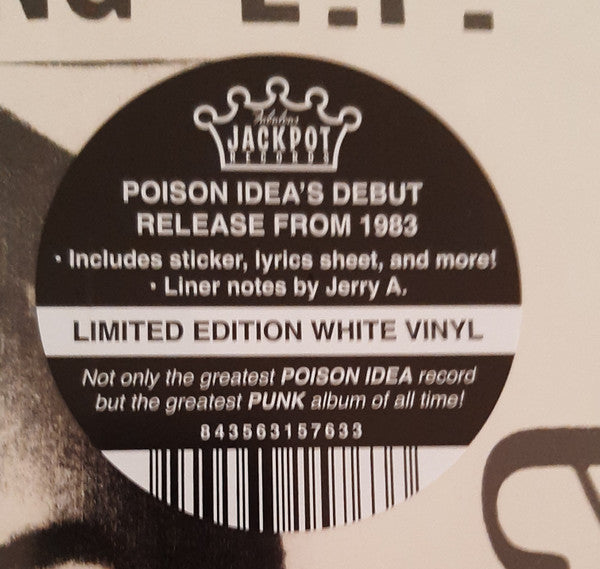 E.P.
Fabulous
JACKPOT
RECORDS
POISON IDEA'S DEBUT
RELEASE FROM 1983
• Includes sticker, lyrics sheet, and more!
• Liner notes by Jerry A.
LIMITED EDITION WHITE VINYL
Not only the greatest POISON IDEA record
but the greatest PUNK album of all time!
843563157633